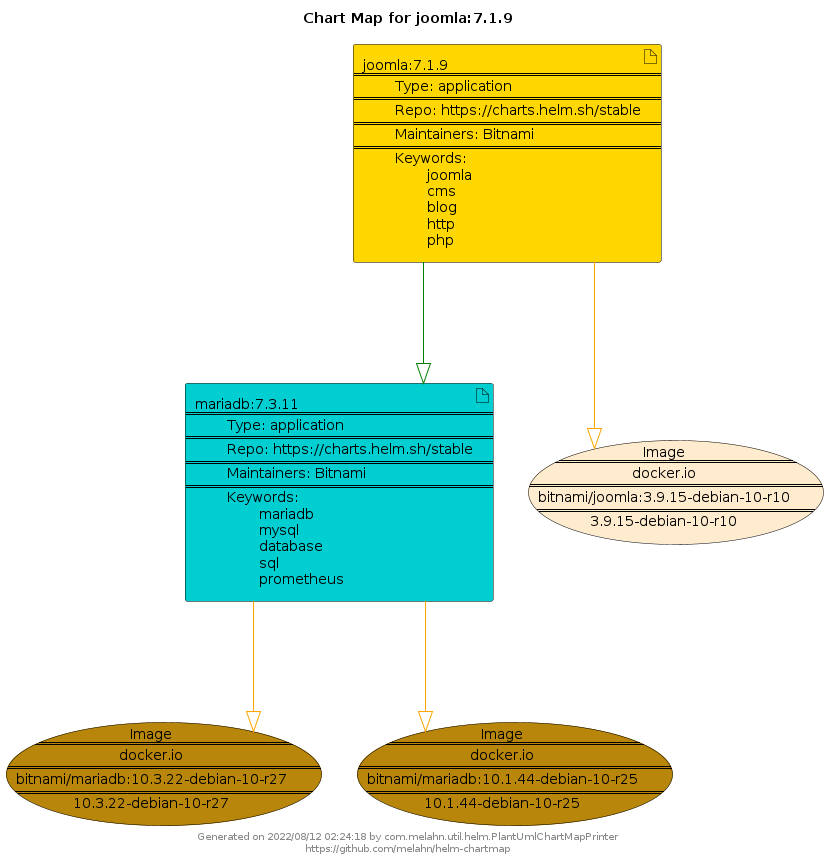 Chart Map for joomla:7.1.9
joomla:7.1.9
Type: application
Repo: https://charts.helm.sh/stable
Maintainers: Bitnami
Keywords:
joomla
cms
blog
http
php
mariadb:7.3.11
Type: application
Repo: https://charts.helm.sh/stable
Maintainers: Bitnami
Keywords:
mariadb
mysql
database
sql
prometheus
Image
docker.io
bitnami/joomla:3.9.15-debian-10-r10
3.9.15-debian-10-r10
Image
docker.io
bitnami/mariadb:10.3.22-debian-10-r27
10.3.22-debian-10-r27
Image
docker.io
bitnami/mariadb:10.1.44-debian-10-r25
10.1.44-debian-10-r25
Generated on 2022/08/12 02:24:18 by com.melahn.util.helm.PlantUmlChartMapPrinter
https://github.com/melahn/helm-chartmap